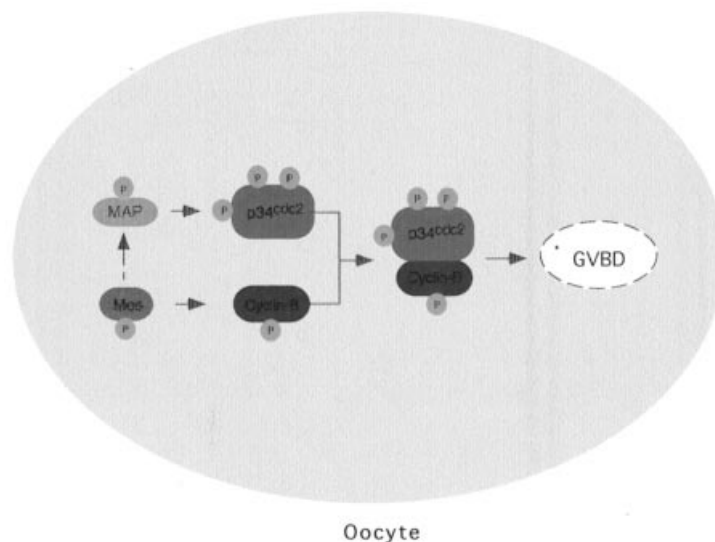 P
P P
MAP
P
p34cdc2
P P
P
p34cdc2
Cyclin-B
P
GVBD
Mos
P
Cyclin-B
P
Oocyte